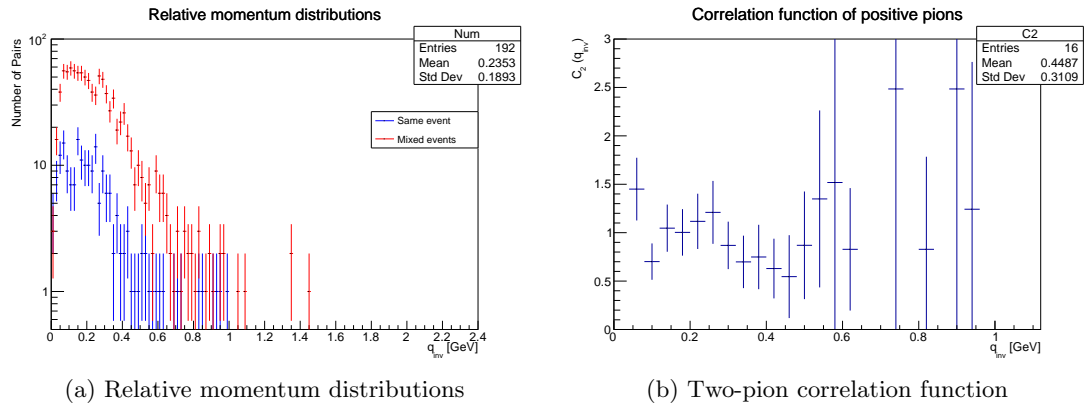 Relative momentum distributions
Number of Pairs
10²
10
1
Num
Entries 192
Mean 0.2353
Std Dev 0.1893
Same event
Mixed events
0 0.2 0.4 0.6 0.8 1 1.2 1.4 1.6 1.8 2 2.2 2.4
q_inv [GeV]
(a) Relative momentum distributions
Correlation function of positive pions
C₂ (q_inv)
3
2.5
2
1.5
1
0.5
0
C2
Entries 16
Mean 0.4487
Std Dev 0.3109
0 0.2 0.4 0.6 0.8 1
q_inv [GeV]
(b) Two-pion correlation function